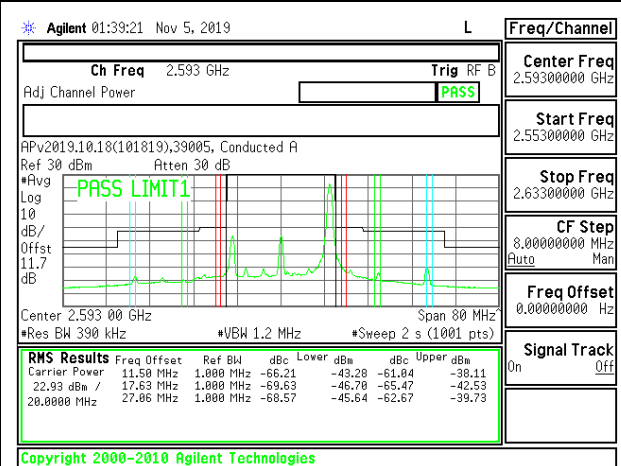 Agilent 01:39:21 Nov 5, 2019 L
Freq/Channel
Ch Freq 2.593 GHz Trig RF B
Adj Channel Power PASS
APv2019.10.18(101819),39005, Conducted A
Ref 30 dBm Atten 30 dB
#Avg
Log
10
dB/
Offst
11.7
dB
PASS LIMIT1
Center 2.593 00 GHz Span 80 MHz^
#Res BW 390 kHz #VBW 1.2 MHz #Sweep 2 s (1001 pts)
RMS Results Freq Offset Ref BW dBc Lower dBm dBc Upper dBm
Carrier Power 11.50 MHz 1.000 MHz -66.21 -43.28 -61.04 -38.11
22.93 dBm / 17.63 MHz 1.000 MHz -69.63 -46.70 -65.47 -42.53
20.0000 MHz 27.06 MHz 1.000 MHz -68.57 -45.64 -62.67 -39.73
Center Freq
2.59300000 GHz
Start Freq
2.55300000 GHz
Stop Freq
2.63300000 GHz
CF Step
8.00000000 MHz
Auto Man
Freq Offset
0.00000000 Hz
Signal Track
On Off
Copyright 2000-2010 Agilent Technologies